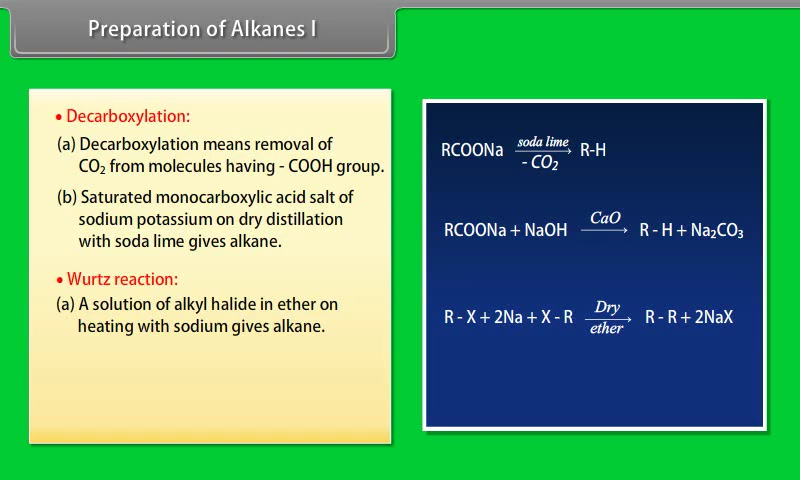 Preparation of Alkanes I
• Decarboxylation:
(a) Decarboxylation means removal of
CO₂ from molecules having - COOH group.
(b) Saturated monocarboxylic acid salt of
sodium potassium on dry distillation
with soda lime gives alkane.
• Wurtz reaction:
(a) A solution of alkyl halide in ether on
heating with sodium gives alkane.
RCOONa soda lime - CO₂ → R-H
RCOONa + NaOH CaO → R - H + Na₂CO₃
R - X + 2Na + X - R Dry ether → R - R + 2NaX